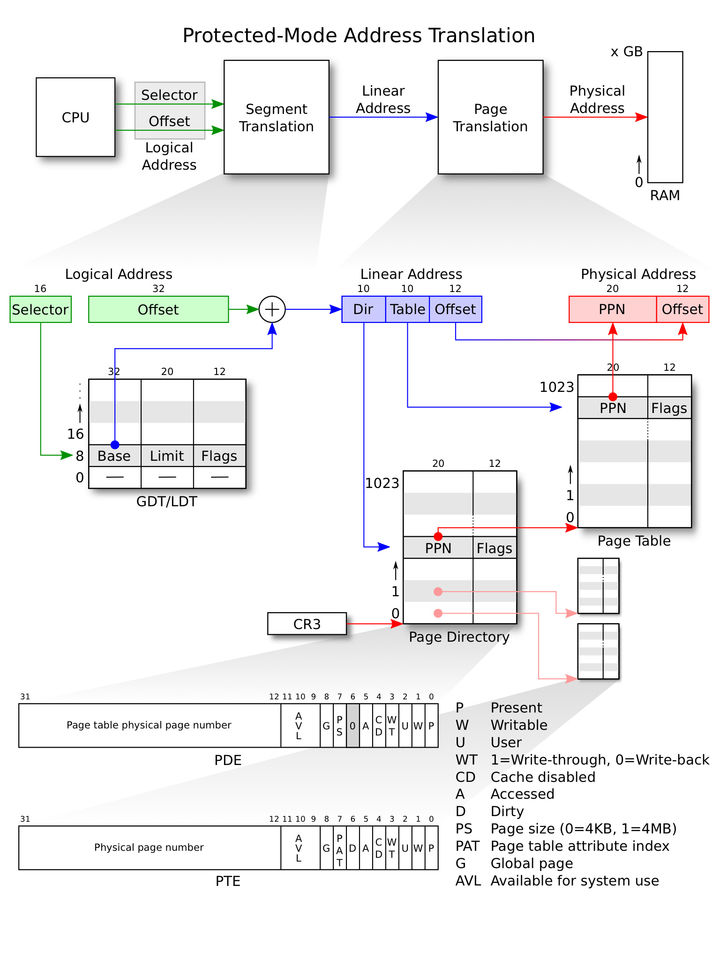 Protected-Mode Address Translation
x GB
CPU
Selector
Offset
Logical
Address
Segment
Translation
Linear
Address
Page
Translation
Physical
Address
0
RAM
Logical Address
Linear Address
Physical Address
16 32 10 10 12 20 12
Selector Offset + Dir Table Offset PPN Offset
32 20 12
16
8 Base Limit Flags
0 — — —
GDT/LDT
20 12
1023
PPN Flags
1
0
Page Table
20 12
1023
PPN Flags
1
0
CR3
Page Directory
31 12 11 10 9 8 7 6 5 4 3 2 1 0
Page table physical page number AVL G PS 0 A CD WT U W P
PDE
31 12 11 10 9 8 7 6 5 4 3 2 1 0
Physical page number AVL G PAT D A CD WT U W P
PTE
P Present
W Writable
U User
WT 1=Write-through, 0=Write-back
CD Cache disabled
A Accessed
D Dirty
PS Page size (0=4KB, 1=4MB)
PAT Page table attribute index
G Global page
AVL Available for system use